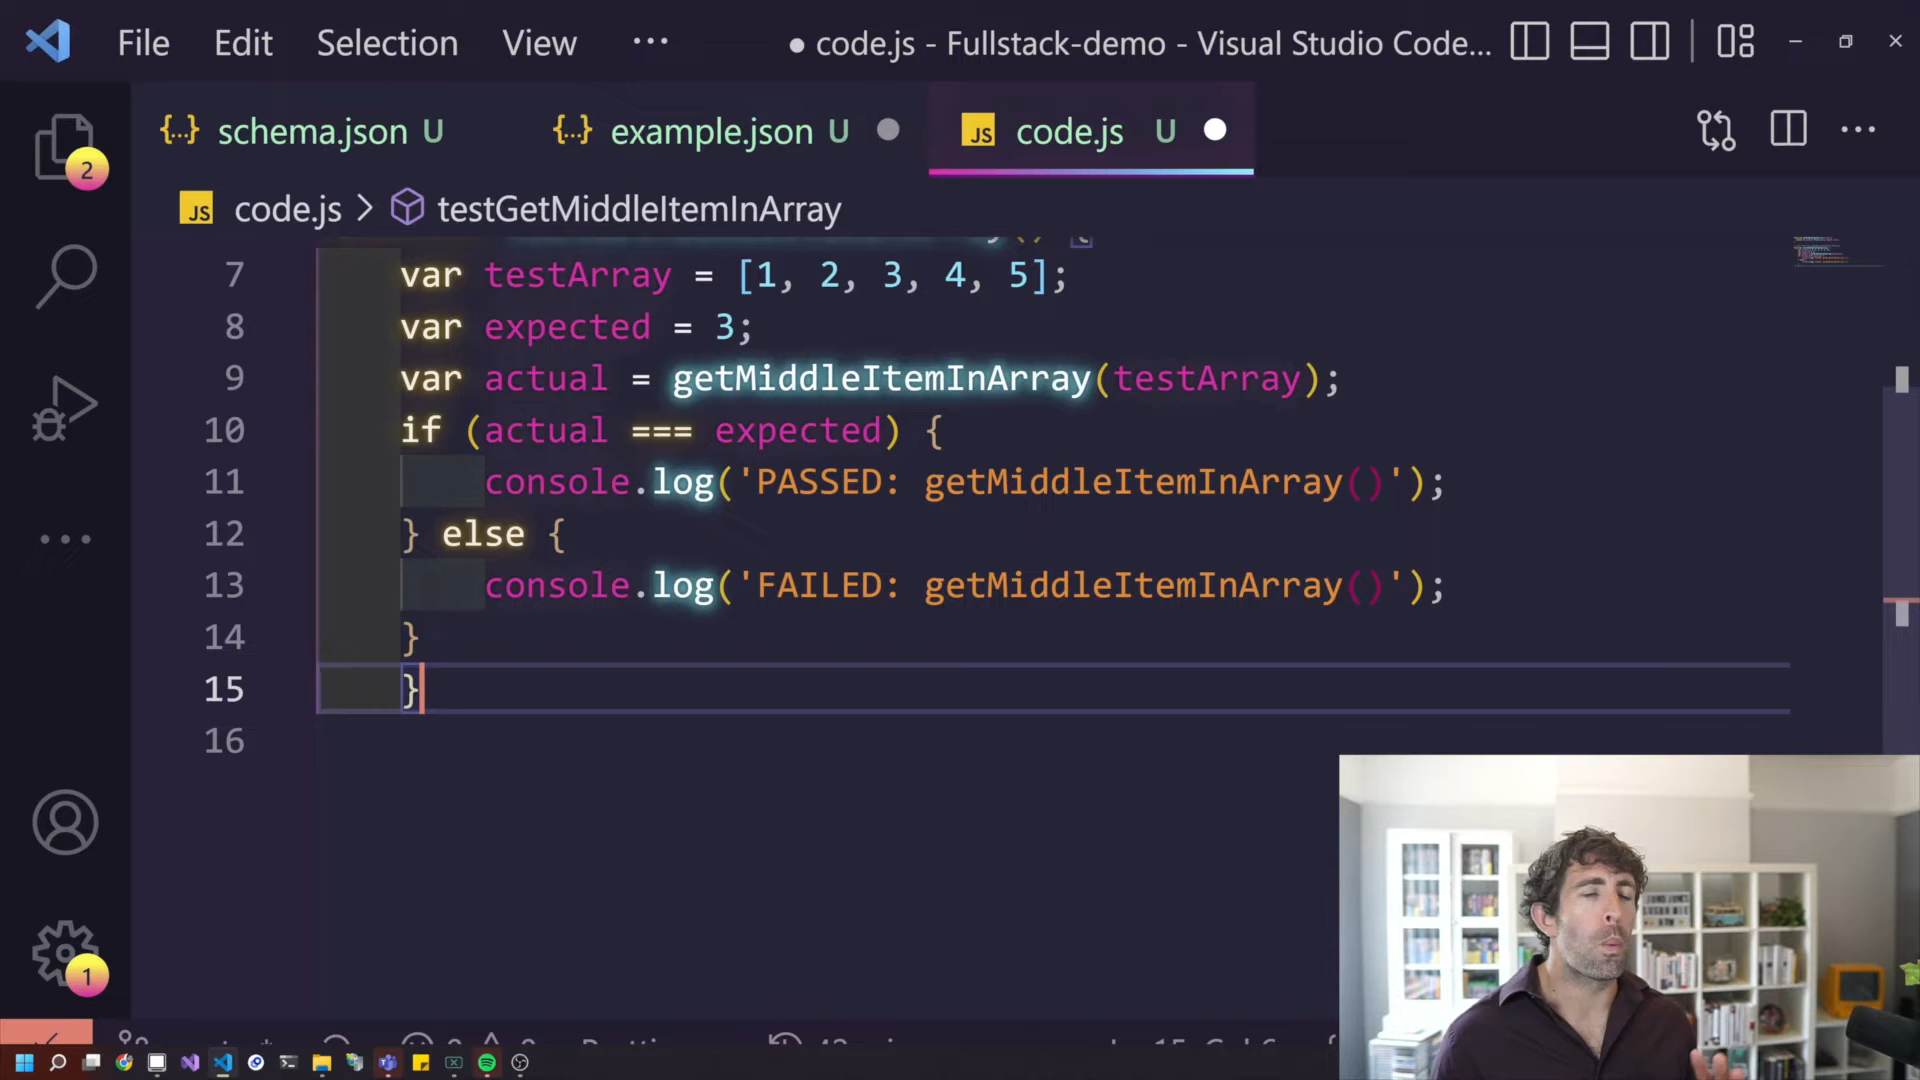 File Edit Selection View ··· ● code.js - Fullstack-demo - Visual Studio Code...
{..} schema.json U {..} example.json U JS code.js U
JS code.js > testGetMiddleItemInArray
7 var testArray = [1, 2, 3, 4, 5];
8 var expected = 3;
9 var actual = getMiddleItemInArray(testArray);
10 if (actual === expected) {
11 console.log('PASSED: getMiddleItemInArray()');
12 } else {
13 console.log('FAILED: getMiddleItemInArray()');
14 }
15 }
16
2
1